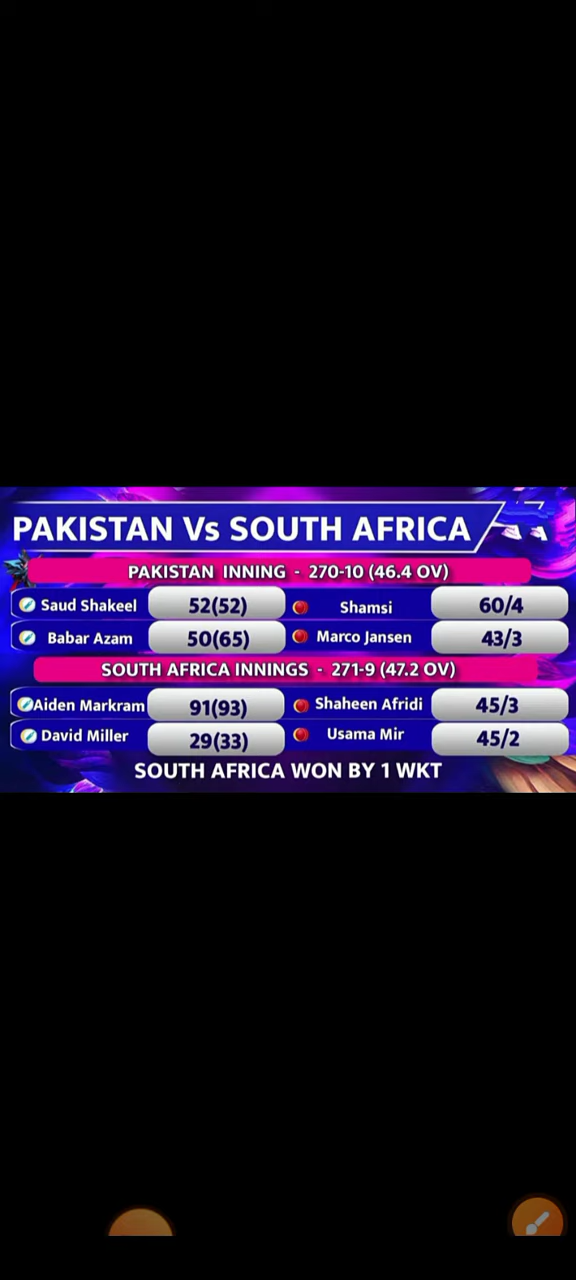 PAKISTAN Vs SOUTH AFRICA
PAKISTAN INNING - 270-10 (46.4 OV)
Saud Shakeel 52(52) Shamsi 60/4
Babar Azam 50(65) Marco Jansen 43/3
SOUTH AFRICA INNINGS - 271-9 (47.2 OV)
Aiden Markram 91(93) Shaheen Afridi 45/3
David Miller 29(33) Usama Mir 45/2
SOUTH AFRICA WON BY 1 WKT